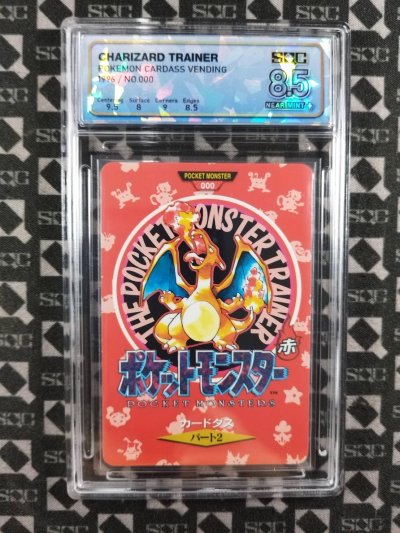 CHARIZARD TRAINER
POKEMON CARDASS VENDING
1996 / NO.000
Centering Surface Corners Edges
9.5 8 9 8.5
SQC
8.5
NEAR MINT
POCKET MONSTER
000
THE POCKET MONSTER TRAINER
赤
ポケットモンスター
POCKET MONSTERS
カードダス
パート2